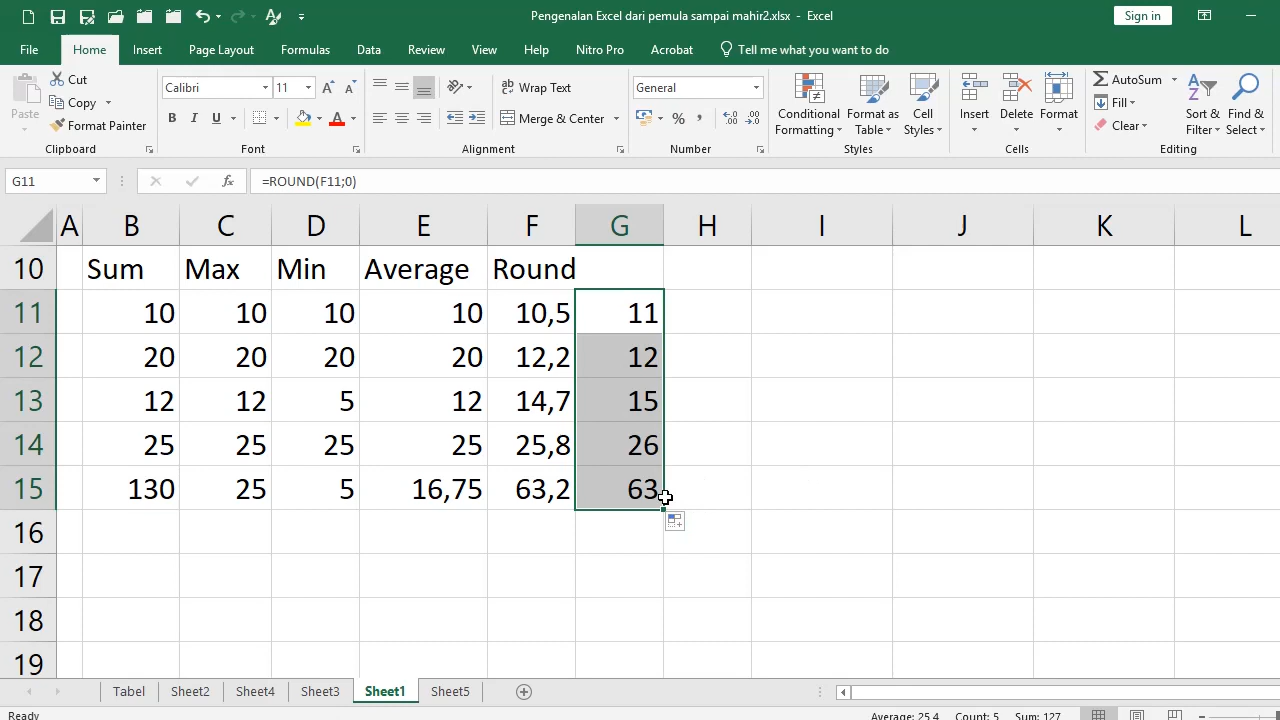 Pengenalan Excel dari pemula sampai mahir2.xlsx - Excel
Sign in
File Home Insert Page Layout Formulas Data Review View Help Nitro Pro Acrobat Tell me what you want to do
Paste
Cut
Copy
Format Painter
Clipboard
Calibri 11
B I U
Font
Wrap Text
Merge & Center
Alignment
General
Number
Conditional Formatting
Format as Table
Cell Styles
Styles
Insert Delete Format
Cells
AutoSum
Fill
Clear
Sort & Filter
Find & Select
Editing
G11 fx =ROUND(F11;0)
A B C D E F G H I J K L
10 Sum Max Min Average Round
11 10 10 10 10 10,5 11
12 20 20 20 20 12,2 12
13 12 12 5 12 14,7 15
14 25 25 25 25 25,8 26
15 130 25 5 16,75 63,2 63
16
17
18
19
Tabel Sheet2 Sheet4 Sheet3 Sheet1 Sheet5
Ready Average: 25,4 Count: 5 Sum: 127